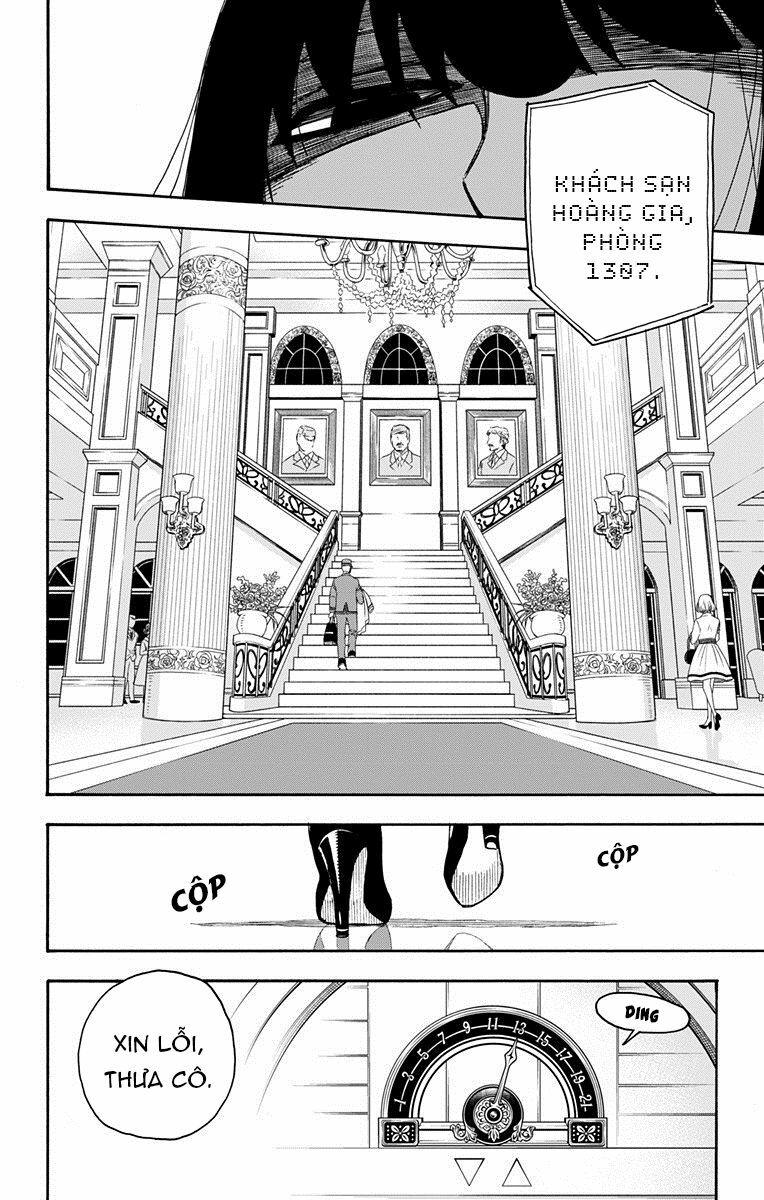 KHÁCH SẠN
HOÀNG GIA,
PHÒNG
1307.
CỘP
CỘP
DING
XIN LỖI,
THƯA CÔ.
1 3 5 7 9 11 13 15 17 19 21